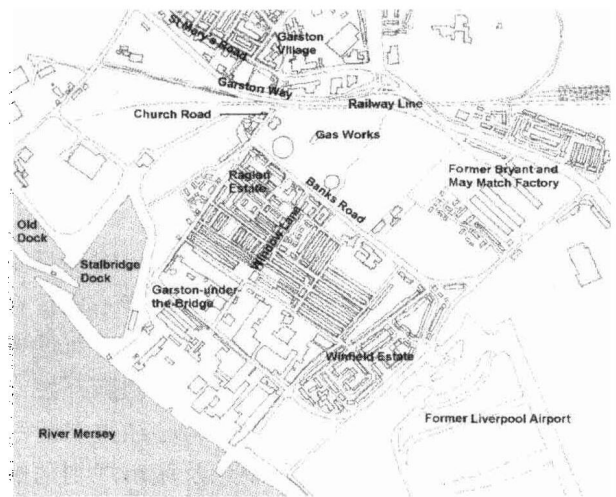 St Mary's Road
Garston
Village
Garston Way
Railway Line
Church Road
Gas Works
Raglan
Estate
Former Bryant and
May Match Factory
Banks Road
Window Lane
Old
Dock
Stalbridge
Dock
Garston-under-
the-Bridge
Winfield Estate
Former Liverpool Airport
River Mersey